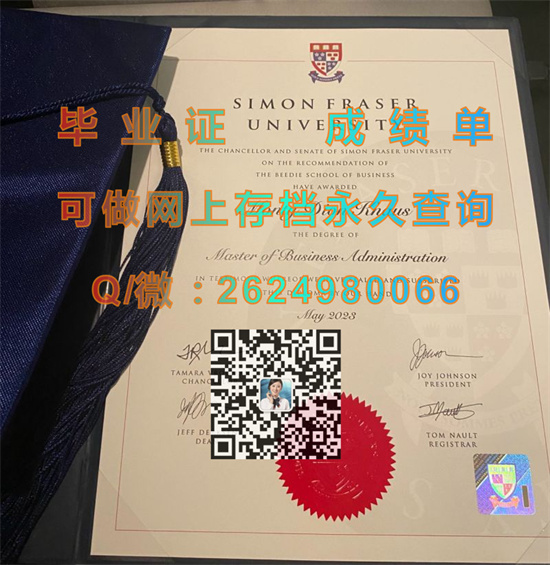 SIMON FRASER
毕业证 成绩单
UNIVERSITY
THE CHANCELLOR AND SENATE OF SIMON FRASER UNIVERSITY
ON THE RECOMMENDATION OF
THE BEEDIE SCHOOL OF BUSINESS
HAVE AWARDED
可做网上存档永久查询
THE DEGREE OF
Master of Business Administration
Q/微：2624980066
May 2023
TAMARA
JOY JOHNSON
PRESIDENT
JEFF
TOM NAULT
REGISTRAR